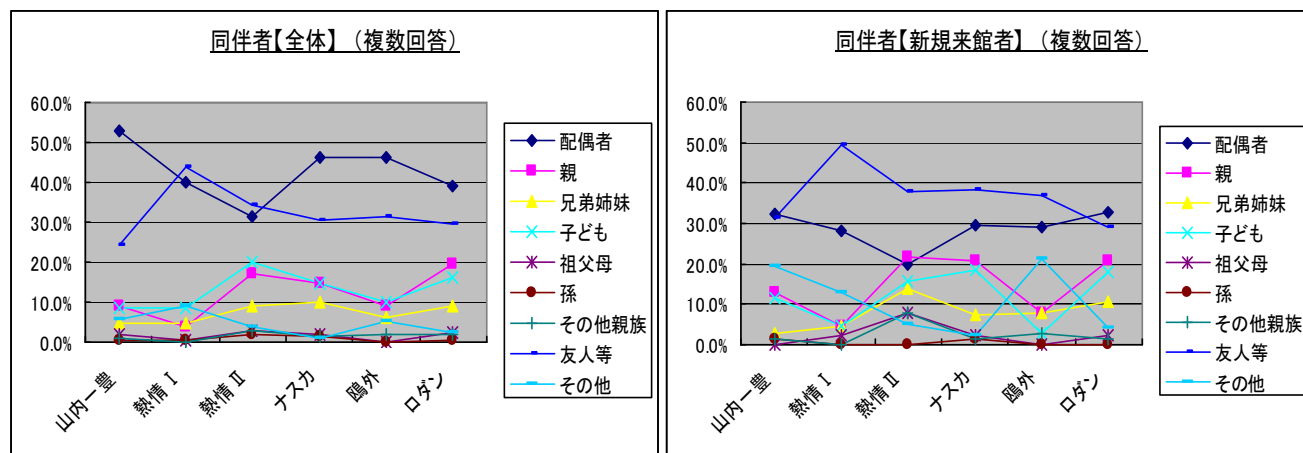 同伴者【全体】 （複数回答）
60.0%
50.0%
40.0%
30.0%
20.0%
10.0%
0.0%
山内一豊
熱情Ⅰ
熱情Ⅱ
ナスカ
鴎外
ロダン
配偶者
親
兄弟姉妹
子ども
祖父母
孫
その他親族
友人等
その他
同伴者【新規来館者】 （複数回答）
60.0%
50.0%
40.0%
30.0%
20.0%
10.0%
0.0%
山内一豊
熱情Ⅰ
熱情Ⅱ
ナスカ
鴎外
ロダン
配偶者
親
兄弟姉妹
子ども
祖父母
孫
その他親族
友人等
その他